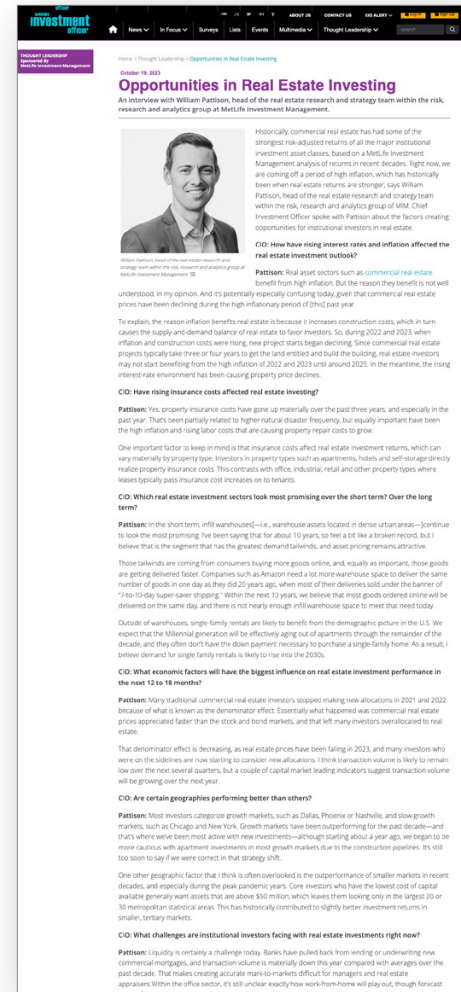 CHIEF
investment
officer
ABOUT US
CONTACT US
CIO ALERT
News
In Focus
Surveys
Lists
Events
Multimedia
Thought Leadership
search
THOUGHT LEADERSHIP
Sponsored By
MetLife Investment Management
Home > Thought Leadership > Opportunities in Real Estate Investing
October 19, 2023
Opportunities in Real Estate Investing
An interview with William Pattison, head of the real estate research and strategy team within the risk,
research and analytics group at MetLife Investment Management.
Historically, commercial real estate has had some of the
strongest risk-adjusted returns of all the major institutional
investment asset classes, based on a MetLife Investment
Management analysis of returns in recent decades. Right now, we
are coming off a period of high inflation, which has historically
been when real estate returns are stronger, says William
Pattison, head of the real estate research and strategy team
within the risk, research and analytics group of MIM. Chief
Investment Officer spoke with Pattison about the factors creating
opportunities for institutional investors in real estate
William Pattison, head of the real estate research and
strategy team within the risk, research and analytics group at
MetLife Investment Management
CIO: How have rising interest rates and inflation affected the
real estate investment outlook?
Pattison: Real asset sectors such as commercial real estate
benefit from high inflation. But the reason they benefit is not well
understood, in my opinion. And it's potentially especially confusing today, given that commercial real estate
prices have been declining during the high inflationary period of [this] past year.
To explain, the reason inflation benefits real estate is because it increases construction costs, which in turn
causes the supply-and-demand balance of real estate to favor investors. So, during 2022 and 2023, when
inflation and construction costs were rising, new project starts began declining. Since commercial real estate
projects typically take three or four years to get the land entitled and build the building, real estate investors
may not start benefiting from the high inflation of 2022 and 2023 until around 2025. In the meantime, the rising
interest-rate environment has been causing property price declines.
CIO: Have rising insurance costs affected real estate investing?
Pattison: Yes, property insurance costs have gone up materially over the past three years, and especially in the
past year. That's been partially related to higher natural disaster frequency, but equally important have been
the high inflation and rising labor costs that are causing property repair costs to grow.
One important factor to keep in mind is that insurance costs affect real estate investment returns, which can
vary materially by property type. Investors in property types such as apartments, hotels and self-storage directly
realize property insurance costs. This contrasts with office, industrial, retail and other property types where
leases typically pass insurance cost increases on to tenants.
CIO: Which real estate investment sectors look most promising over the short term? Over the long
term?
Pattison: In the short term, infill warehouses[—i.e., warehouse assets located in dense urban areas—]continue
to look the most promising. I've been saying that for about 10 years, so feel a bit like a broken record, but I
believe that is the segment that has the greatest demand tailwinds, and asset pricing remains attractive.
Those tailwinds are coming from consumers buying more goods online, and, equally as important, those goods
are getting delivered faster. Companies such as Amazon need a lot more warehouse space to deliver the same
number of goods in one day as they did 20 years ago, when most of their deliveries sold under the banner of
"7-to-10-day super-saver shipping." Within the next 10 years, we believe that most goods ordered online will be
delivered on the same day, and there is not nearly enough infill warehouse space to meet that need today.
Outside of warehouses, single-family rentals are likely to benefit from the demographic picture in the U.S. We
expect that the Millennial generation will be effectively aging out of apartments through the remainder of the
decade, and they often don't have the down payment necessary to purchase a single-family home. As a result, I
believe demand for single family rentals is likely to rise into the 2030s.
CIO: What economic factors will have the biggest influence on real estate investment performance in
the next 12 to 18 months?
Pattison: Many traditional commercial real estate investors stopped making new allocations in 2021 and 2022
because of what is known as the denominator effect. Essentially what happened was commercial real estate
prices appreciated faster than the stock and bond markets, and that left many investors overallocated to real
estate.
That denominator effect is decreasing, as real estate prices have been falling in 2023, and many investors who
were on the sidelines are now starting to consider new allocations. I think transaction volume is likely to remain
low over the next several quarters, but a couple of capital market leading indicators suggest transaction volume
will be growing over the next year.
CIO: Are certain geographies performing better than others?
Pattison: Most investors categorize growth markets, such as Dallas, Phoenix or Nashville, and slow-growth
markets, such as Chicago and New York. Growth markets have been outperforming for the past decade—and
that's where we've been most active with new investments—although starting about a year ago, we began to be
more cautious with apartment investments in most growth markets due to the construction pipelines. It's still
too soon to say if we were correct in that strategy shift.
One other geographic factor that I think is often overlooked is the outperformance of smaller markets in recent
decades, and especially during the peak pandemic years. Core investors who have the lowest cost of capital
available generally want assets that are above $50 million, which leaves them looking only in the largest 20 or
30 metropolitan statistical areas. This has historically contributed to slightly better investment returns in
smaller, tertiary markets.
CIO: What challenges are institutional investors facing with real estate investments right now?
Pattison: Liquidity is certainly a challenge today. Banks have pulled back from lending or underwriting new
commercial mortgages, and transaction volume is materially down this year compared with averages over the
past decade. That makes creating accurate mark-to-markets difficult for managers and real estate
appraisers.Within the office sector, it's still unclear exactly how work-from-home will play out, though forecast